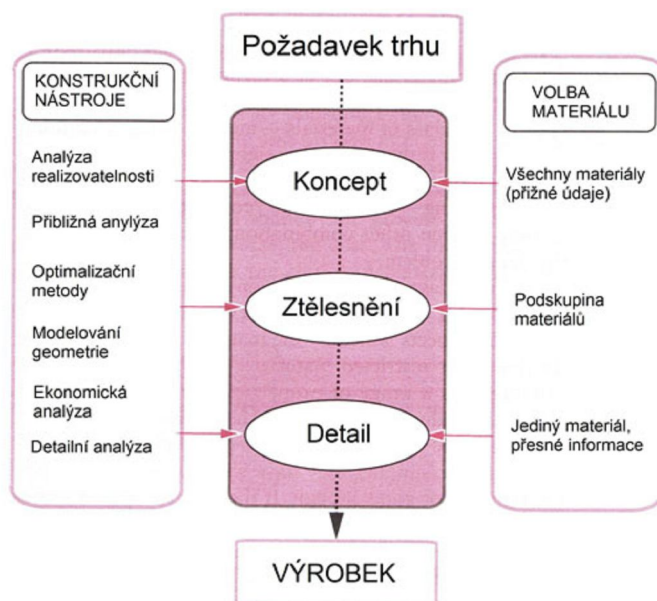 Požadavek trhu
KONSTRUKČNÍ
NÁSTROJE
Analýza
realizovatelnosti
Přibližná anylýza
Optimalizační
metody
Modelování
geometrie
Ekonomická
analýza
Detailní analýza
Koncept
Ztělesnění
Detail
VOLBA
MATERIÁLU
Všechny materiály
(přižné údaje)
Podskupina
materiálů
Jediný materiál,
přesné informace
VÝROBEK